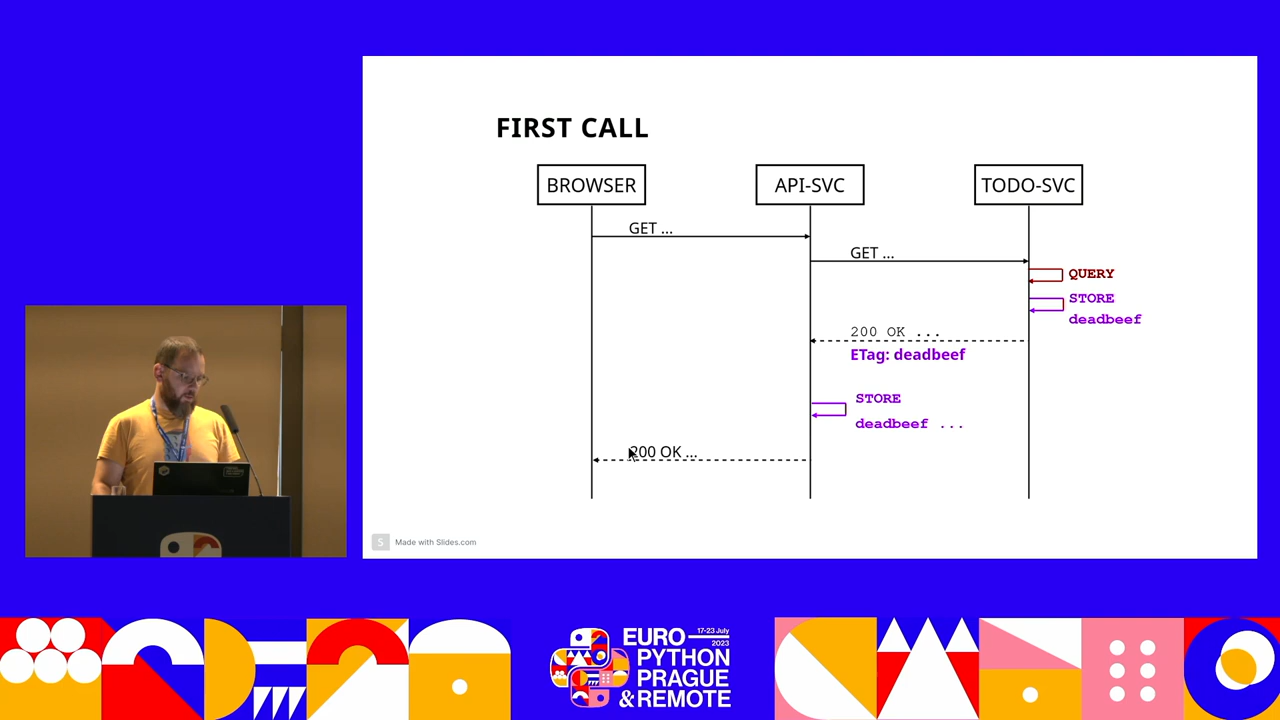 FIRST CALL
BROWSER
API-SVC
TODO-SVC
GET ...
GET ...
QUERY
STORE
deadbeef
200 OK ...
ETag: deadbeef
STORE
deadbeef ...
200 OK ...
S
Made with Slides.com
EURO
17-23 July
2023
PYTHON
PRAGUE
&REMOTE